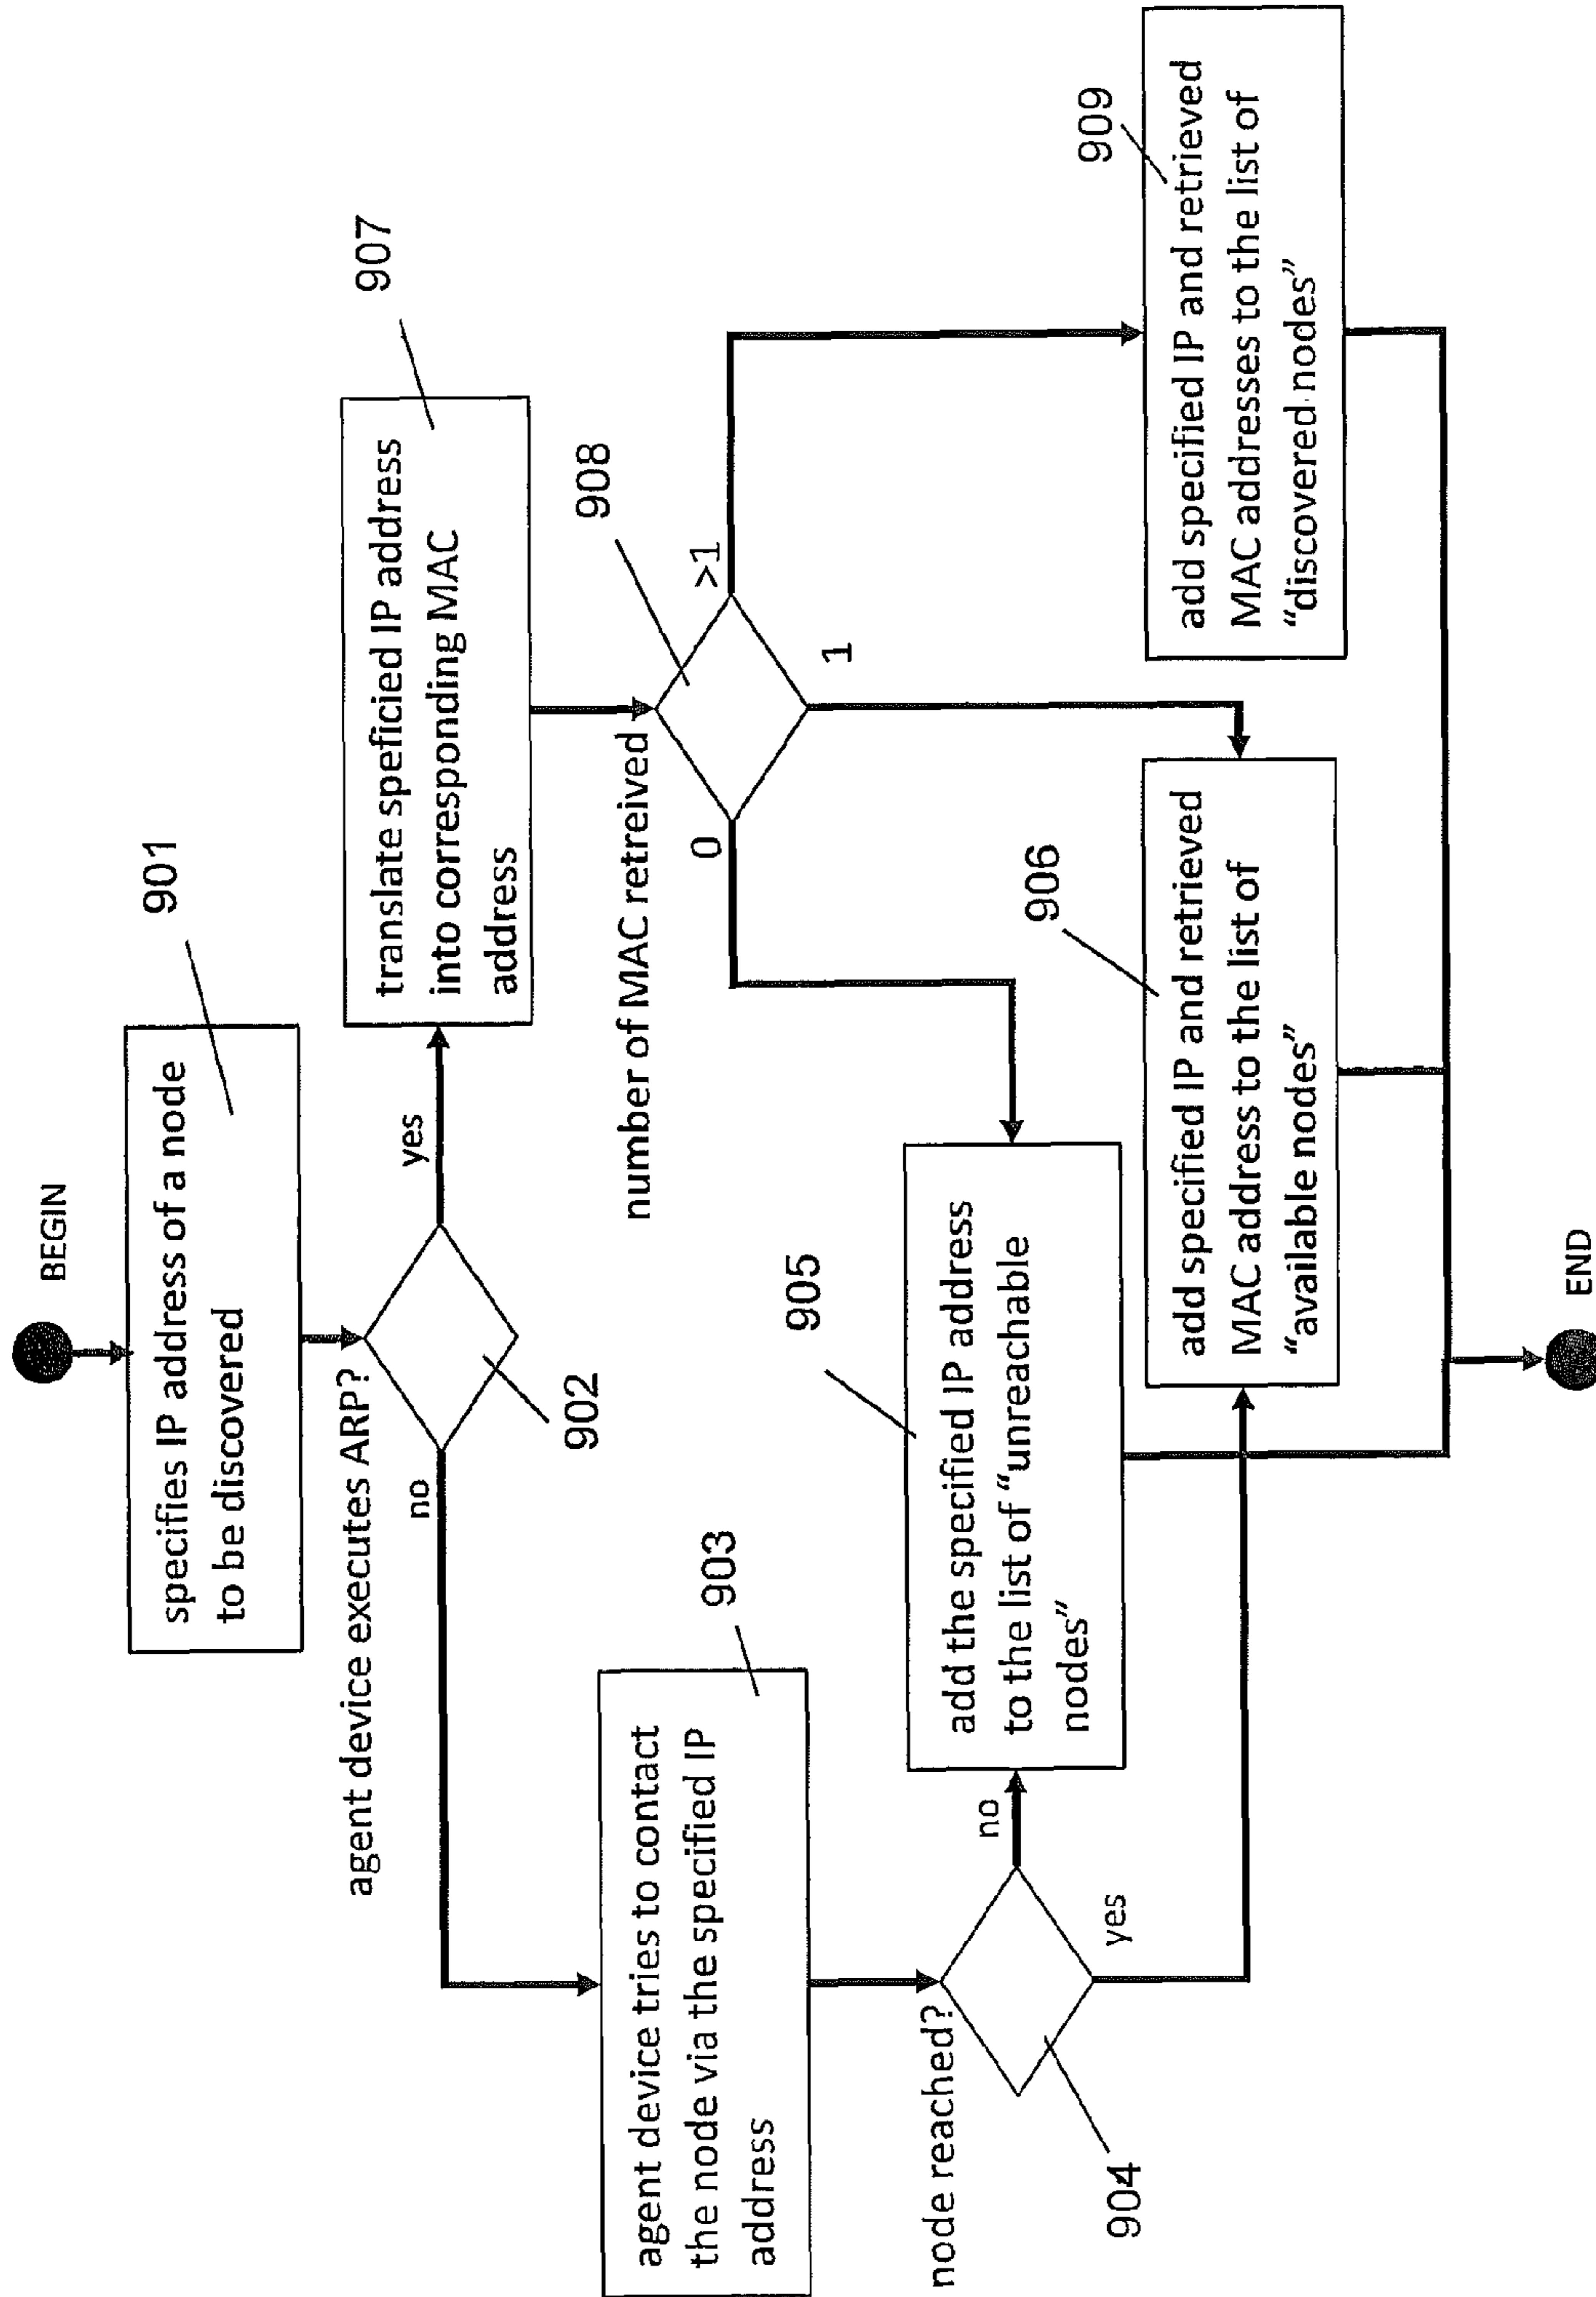 BEGIN
901
specifies IP address of a node
to be discovered
agent device executes ARP?
902
no
yes
907
translate speficied IP address
into corresponding MAC
address
903
agent device tries to contact
the node via the specified IP
address
number of MAC retreived
908
0
1
>1
node reached?
904
no
yes
905
add the specified IP address
to the list of “unreachable
nodes”
906
add specified IP and retrieved
MAC address to the list of
“available nodes”
909
add specified IP and retrieved
MAC addresses to the list of
“discovered nodes”
END